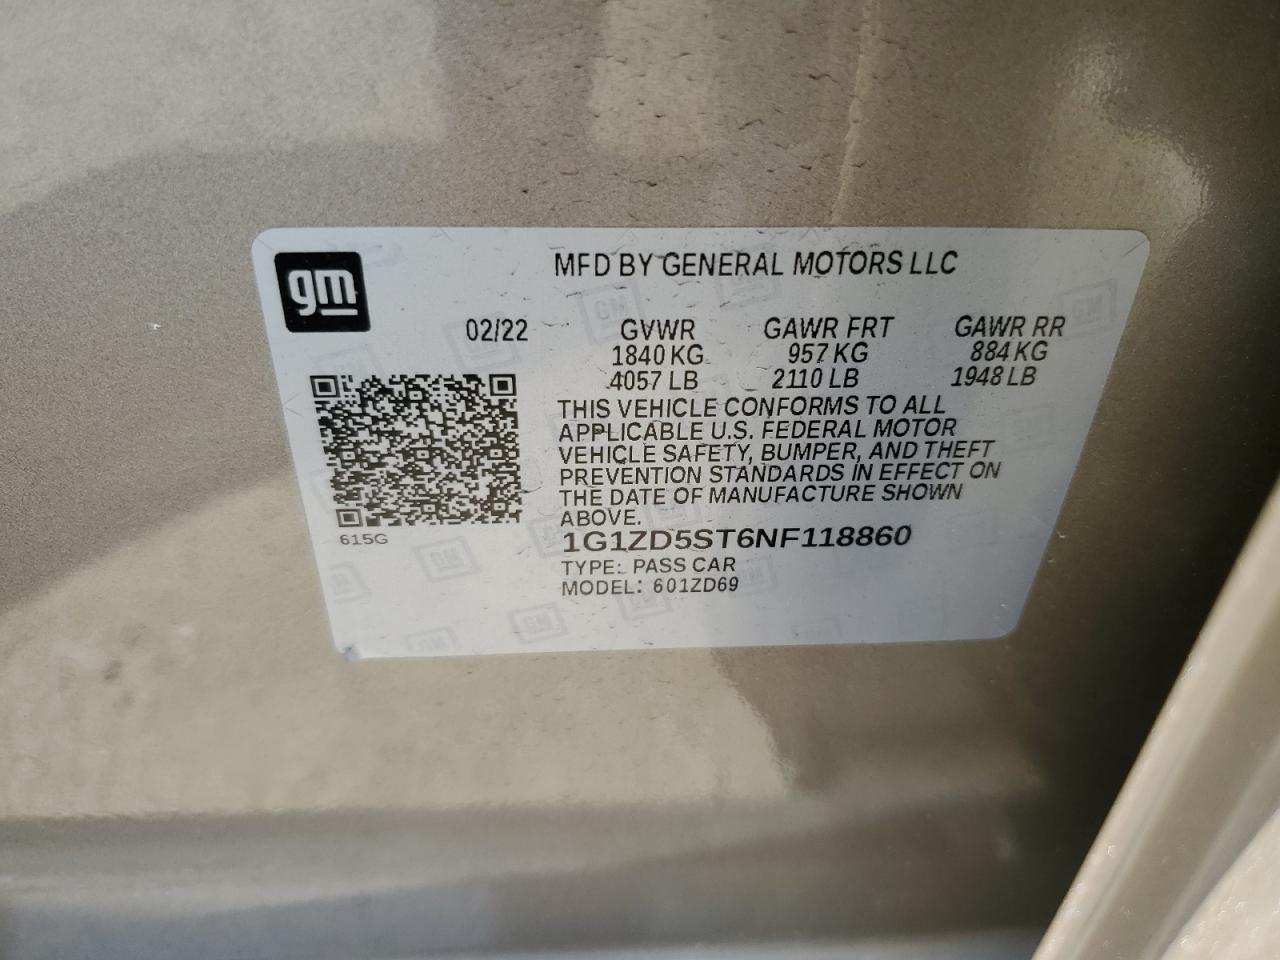 gm
MFD BY GENERAL MOTORS LLC
02/22 GVWR GAWR FRT GAWR RR
1840 KG 957 KG 884 KG
4057 LB 2110 LB 1948 LB
THIS VEHICLE CONFORMS TO ALL
APPLICABLE U.S. FEDERAL MOTOR
VEHICLE SAFETY, BUMPER, AND THEFT
PREVENTION STANDARDS IN EFFECT ON
THE DATE OF MANUFACTURE SHOWN
ABOVE.
615G
1G1ZD5ST6NF118860
TYPE: PASS CAR
MODEL: 601ZD69